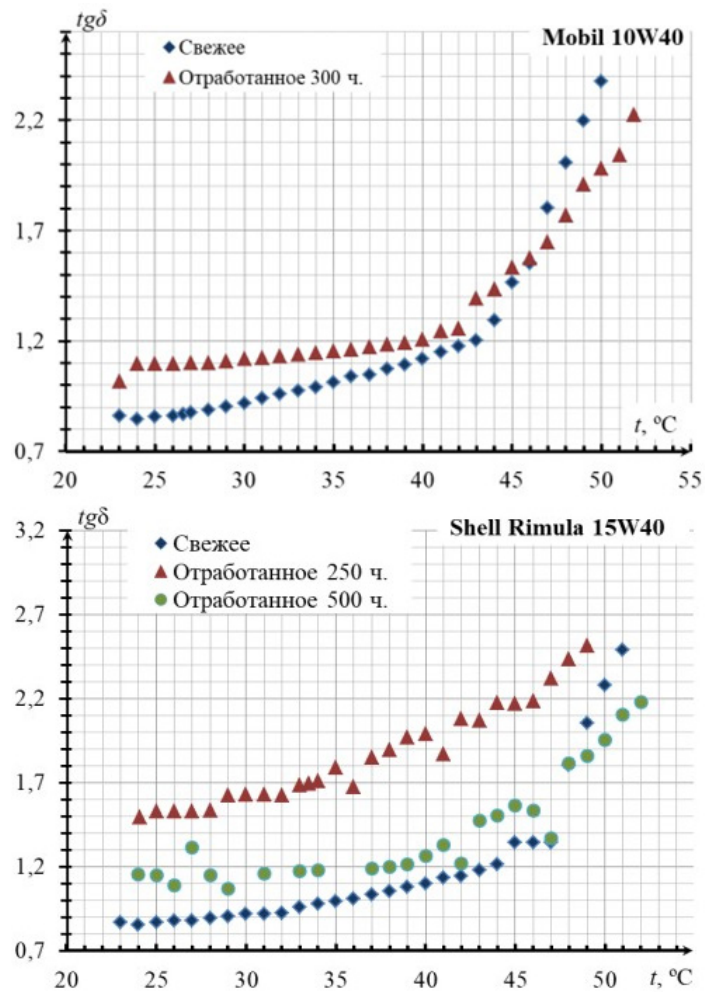 tgδ
Mobil 10W40
Свежее
Отработанное 300 ч.
2,2
1,7
1,2
0,7
t, ºC
20 25 30 35 40 45 50 55
tgδ
3,2
Shell Rimula 15W40
Свежее
Отработанное 250 ч.
Отработанное 500 ч.
2,7
2,2
1,7
1,2
0,7
20 25 30 35 40 45 50 t, ºC